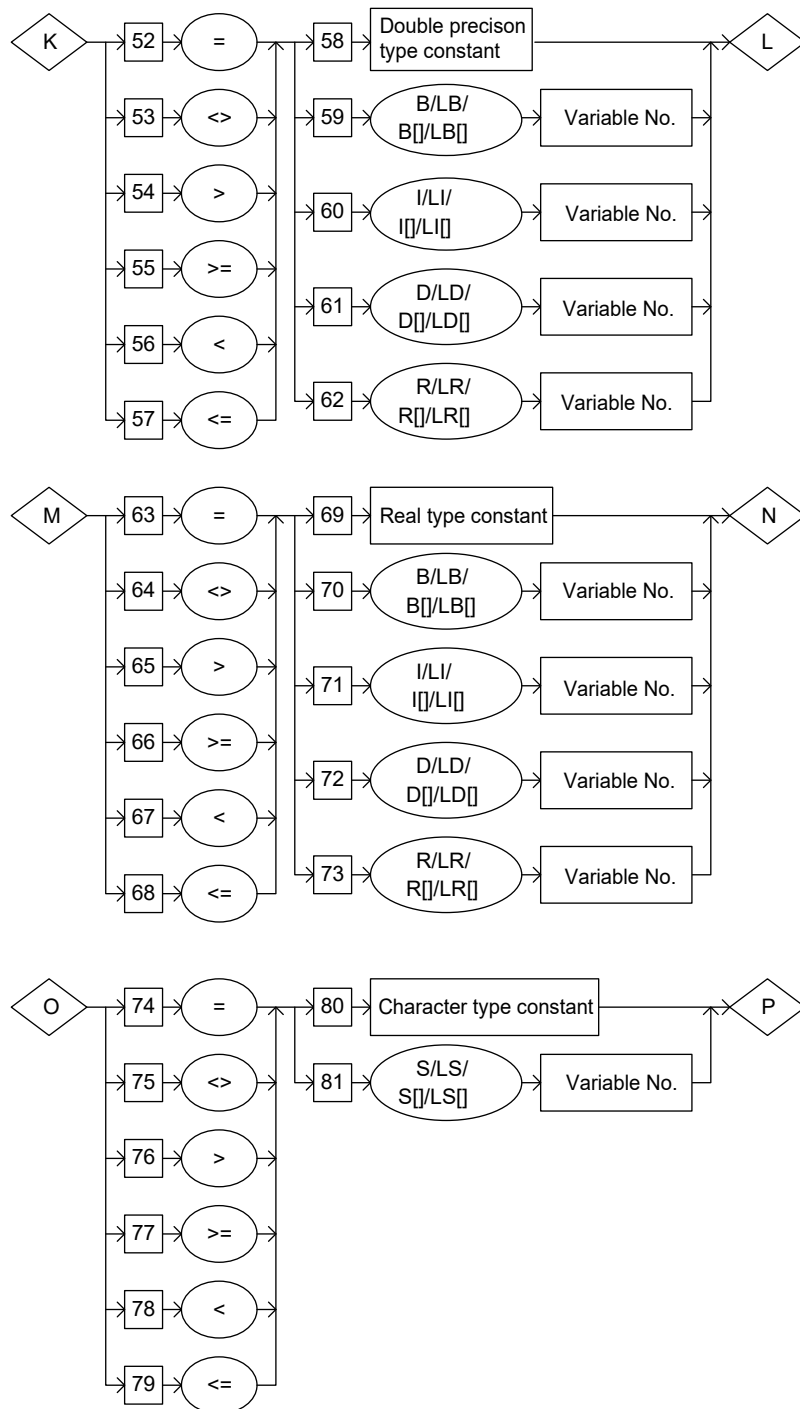 K 52 = 58 Double precison type constant L
53 <> 59 B/LB/ B[]/LB[] Variable No.
54 > 60 I/LI/ I[]/LI[] Variable No.
55 >= 61 D/LD/ D[]/LD[] Variable No.
56 < 62 R/LR/ R[]/LR[] Variable No.
57 <=
M 63 = 69 Real type constant N
64 <> 70 B/LB/ B[]/LB[] Variable No.
65 > 71 I/LI/ I[]/LI[] Variable No.
66 >= 72 D/LD/ D[]/LD[] Variable No.
67 < 73 R/LR/ R[]/LR[] Variable No.
68 <=
O 74 = 80 Character type constant P
75 <> 81 S/LS/ S[]/LS[] Variable No.
76 >
77 >=
78 <
79 <=